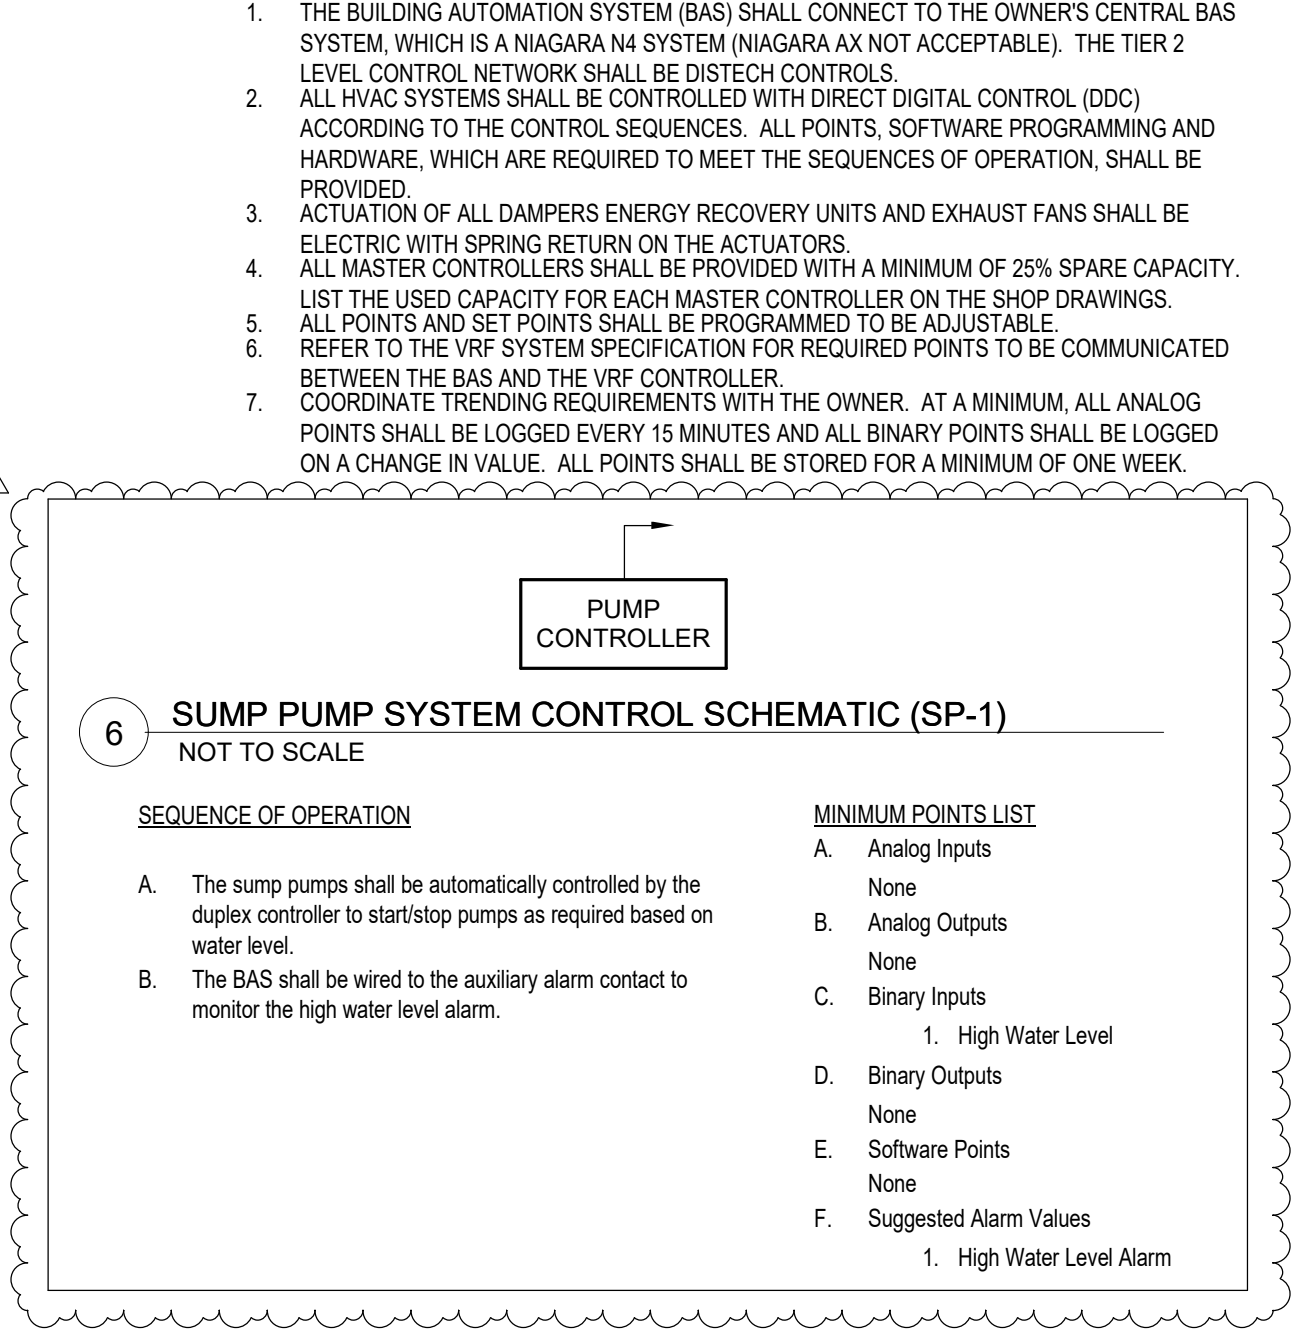 1. THE BUILDING AUTOMATION SYSTEM (BAS) SHALL CONNECT TO THE OWNER'S CENTRAL BAS
SYSTEM, WHICH IS A NIAGARA N4 SYSTEM (NIAGARA AX NOT ACCEPTABLE). THE TIER 2
LEVEL CONTROL NETWORK SHALL BE DISTECH CONTROLS.
2. ALL HVAC SYSTEMS SHALL BE CONTROLLED WITH DIRECT DIGITAL CONTROL (DDC)
ACCORDING TO THE CONTROL SEQUENCES. ALL POINTS, SOFTWARE PROGRAMMING AND
HARDWARE, WHICH ARE REQUIRED TO MEET THE SEQUENCES OF OPERATION, SHALL BE
PROVIDED.
3. ACTUATION OF ALL DAMPERS ENERGY RECOVERY UNITS AND EXHAUST FANS SHALL BE
ELECTRIC WITH SPRING RETURN ON THE ACTUATORS.
4. ALL MASTER CONTROLLERS SHALL BE PROVIDED WITH A MINIMUM OF 25% SPARE CAPACITY.
LIST THE USED CAPACITY FOR EACH MASTER CONTROLLER ON THE SHOP DRAWINGS.
5. ALL POINTS AND SET POINTS SHALL BE PROGRAMMED TO BE ADJUSTABLE.
6. REFER TO THE VRF SYSTEM SPECIFICATION FOR REQUIRED POINTS TO BE COMMUNICATED
BETWEEN THE BAS AND THE VRF CONTROLLER.
7. COORDINATE TRENDING REQUIREMENTS WITH THE OWNER. AT A MINIMUM, ALL ANALOG
POINTS SHALL BE LOGGED EVERY 15 MINUTES AND ALL BINARY POINTS SHALL BE LOGGED
ON A CHANGE IN VALUE. ALL POINTS SHALL BE STORED FOR A MINIMUM OF ONE WEEK.
PUMP
CONTROLLER
6 SUMP PUMP SYSTEM CONTROL SCHEMATIC (SP-1)
NOT TO SCALE
SEQUENCE OF OPERATION
A. The sump pumps shall be automatically controlled by the
duplex controller to start/stop pumps as required based on
water level.
B. The BAS shall be wired to the auxiliary alarm contact to
monitor the high water level alarm.
MINIMUM POINTS LIST
A. Analog Inputs
None
B. Analog Outputs
None
C. Binary Inputs
1. High Water Level
D. Binary Outputs
None
E. Software Points
None
F. Suggested Alarm Values
1. High Water Level Alarm